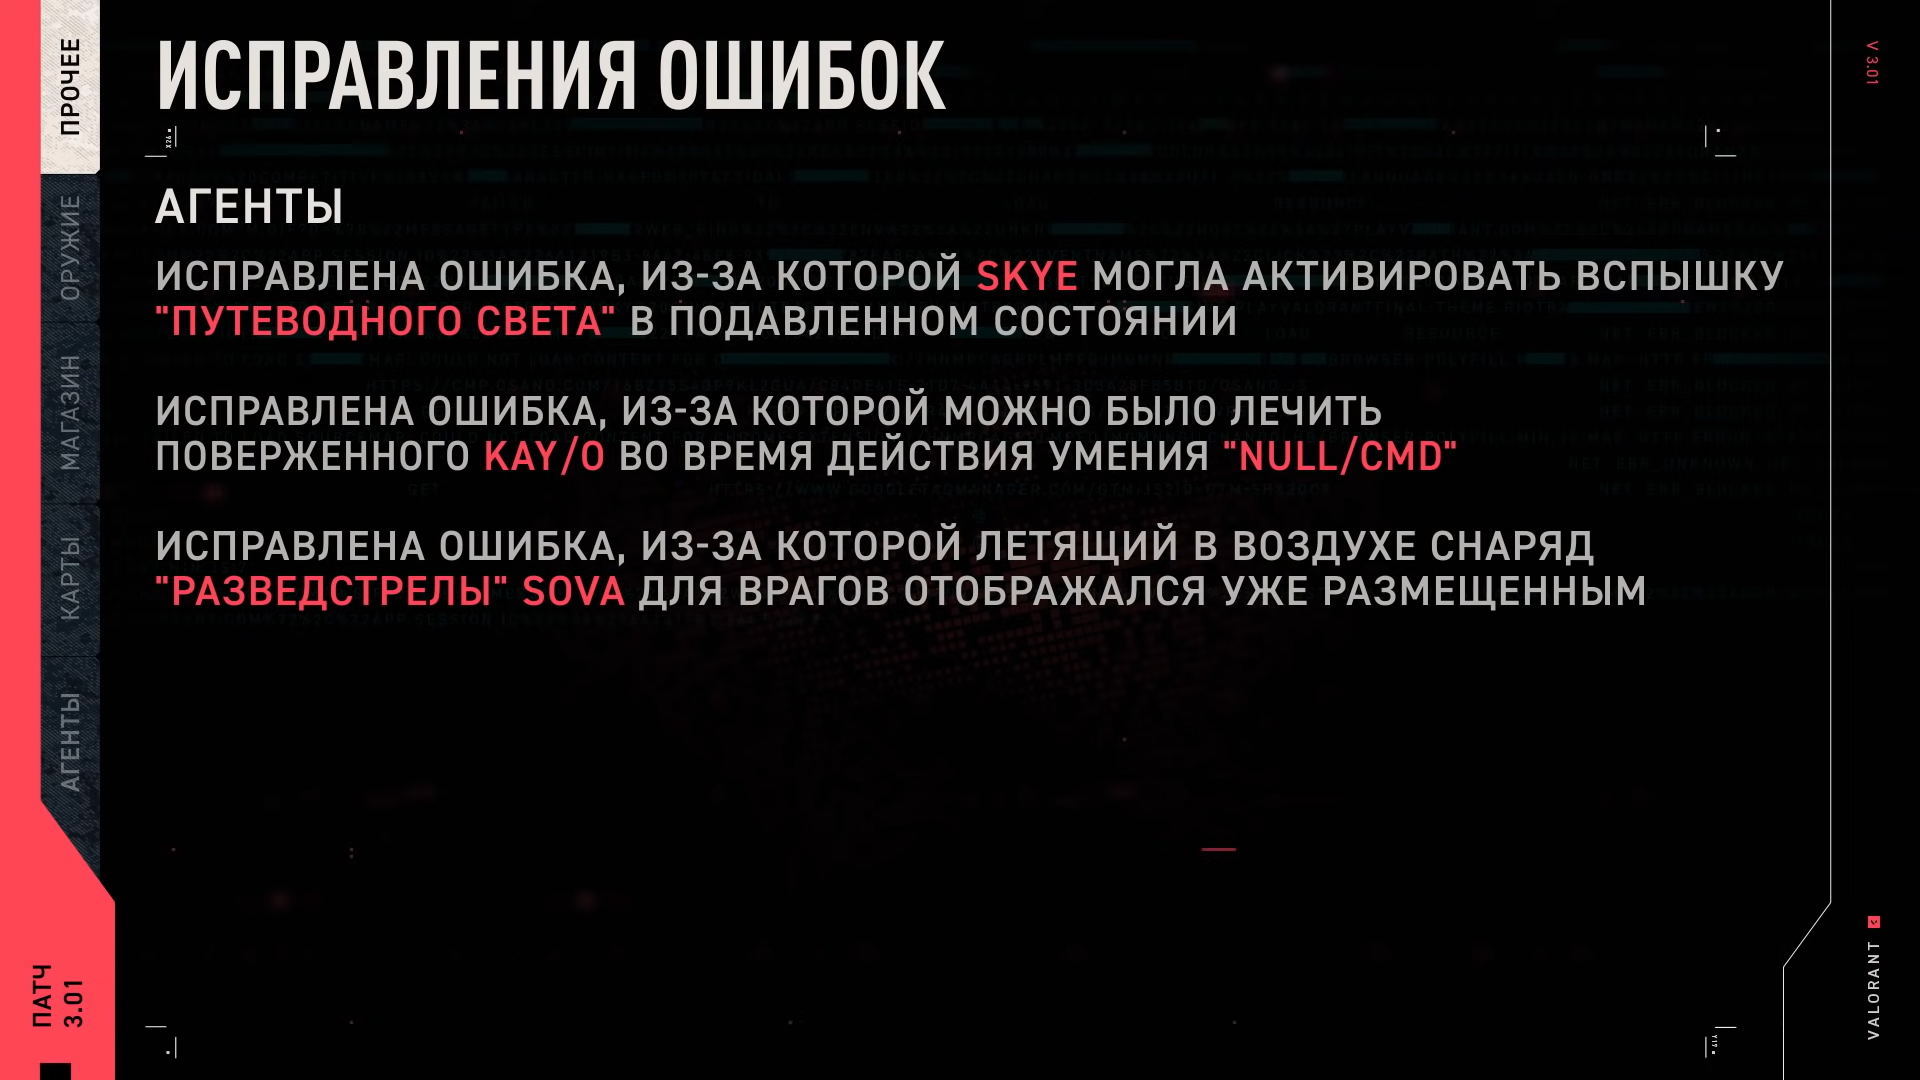 ИСПРАВЛЕНИЯ ОШИБОК
АГЕНТЫ
ИСПРАВЛЕНА ОШИБКА, ИЗ-ЗА КОТОРОЙ SKYE МОГЛА АКТИВИРОВАТЬ ВСПЫШКУ
"ПУТЕВОДНОГО СВЕТА" В ПОДАВЛЕННОМ СОСТОЯНИИ
ИСПРАВЛЕНА ОШИБКА, ИЗ-ЗА КОТОРОЙ МОЖНО БЫЛО ЛЕЧИТЬ
ПОВЕРЖЕННОГО KAY/O ВО ВРЕМЯ ДЕЙСТВИЯ УМЕНИЯ "NULL/CMD"
ИСПРАВЛЕНА ОШИБКА, ИЗ-ЗА КОТОРОЙ ЛЕТЯЩИЙ В ВОЗДУХЕ СНАРЯД
"РАЗВЕДСТРЕЛЫ" SOVA ДЛЯ ВРАГОВ ОТОБРАЖАЛСЯ УЖЕ РАЗМЕЩЕННЫМ
ПРОЧЕЕ
ОРУЖИЕ
МАГАЗИН
КАРТЫ
АГЕНТЫ
ПАТЧ
3.01
V 3.01
VALORANT